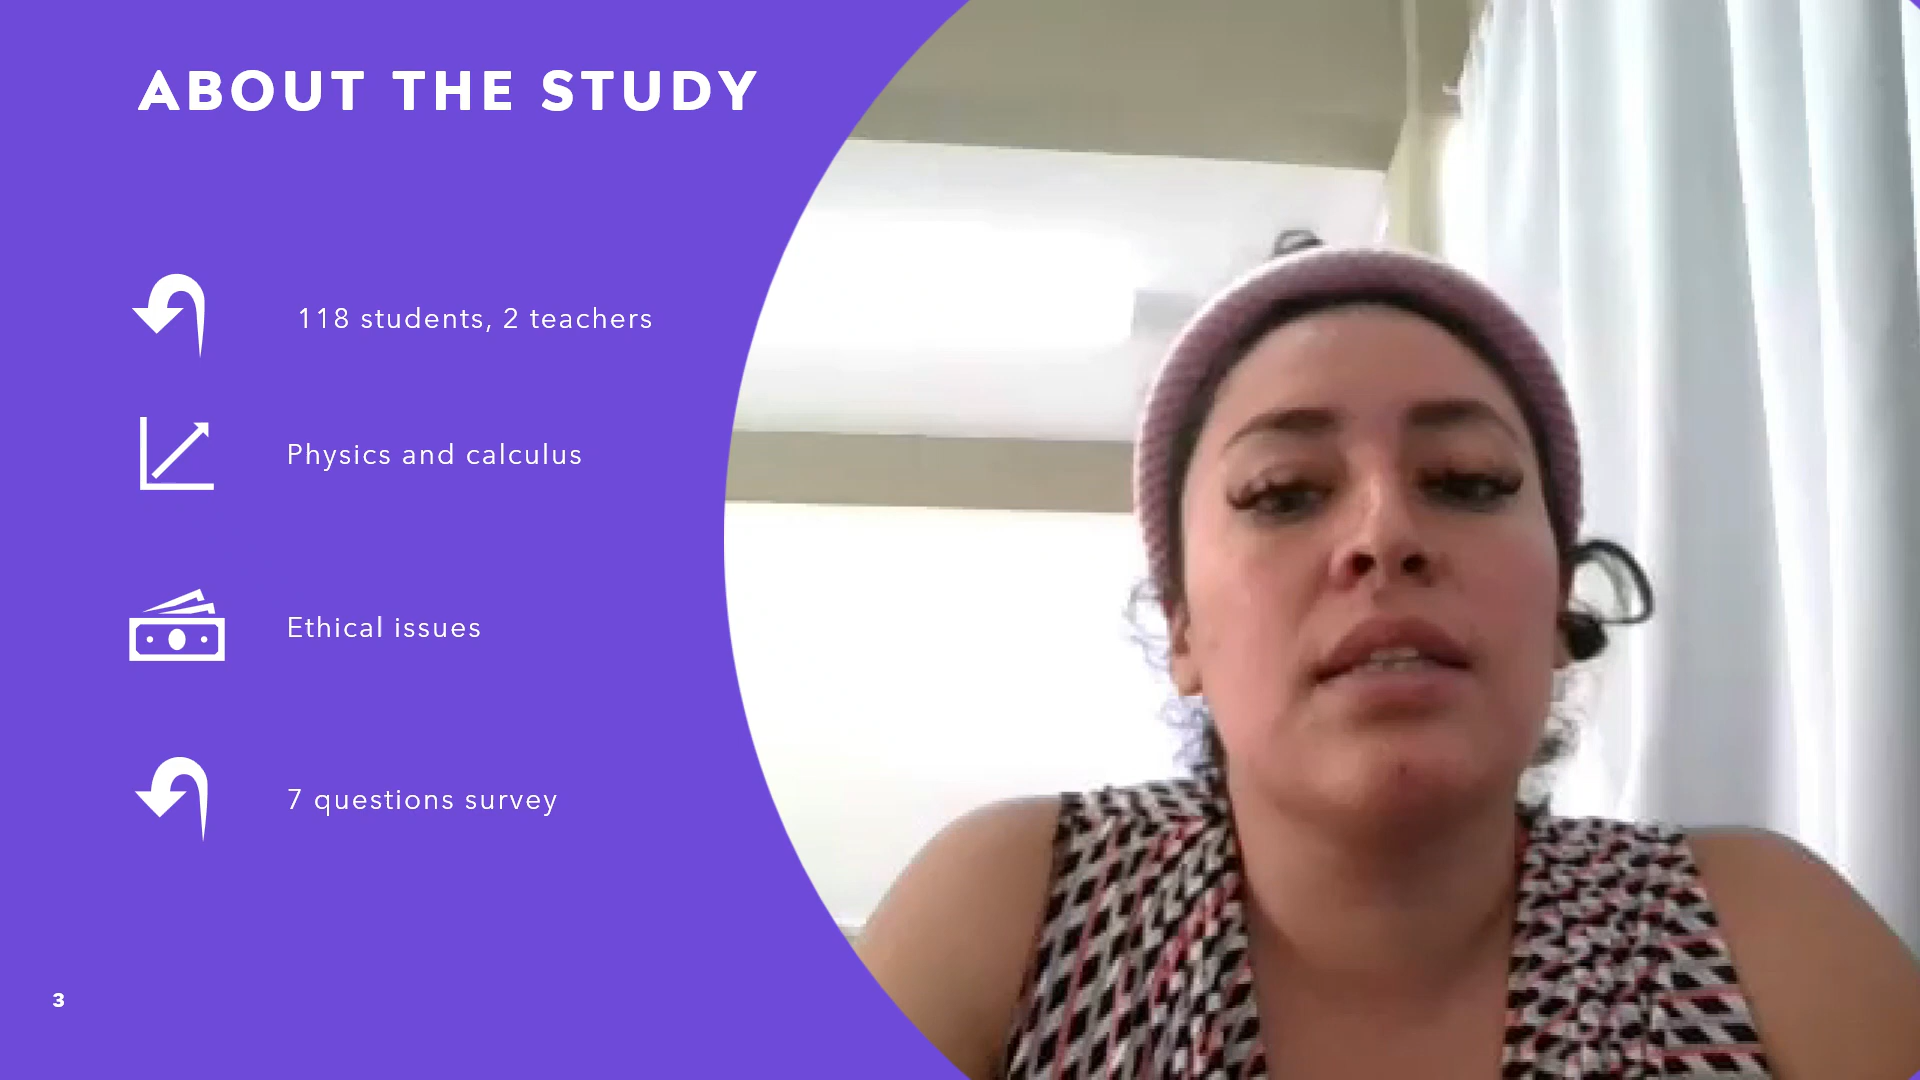 ABOUT THE STUDY
118 students, 2 teachers
Physics and calculus
Ethical issues
7 questions survey
3